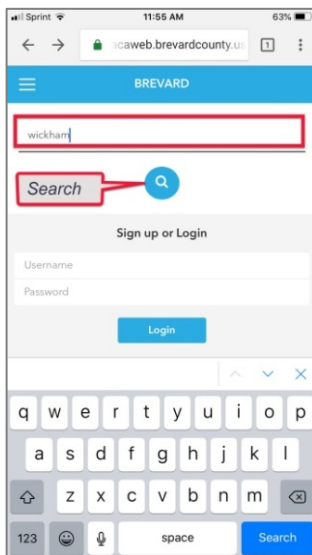 Sprint 11:55 AM 63%
acaweb.brevardcounty.us 1
BREVARD
wickham
Search
Sign up or Login
Username
Password
Login
q w e r t y u i o p
a s d f g h j k l
z x c v b n m
123 space Search